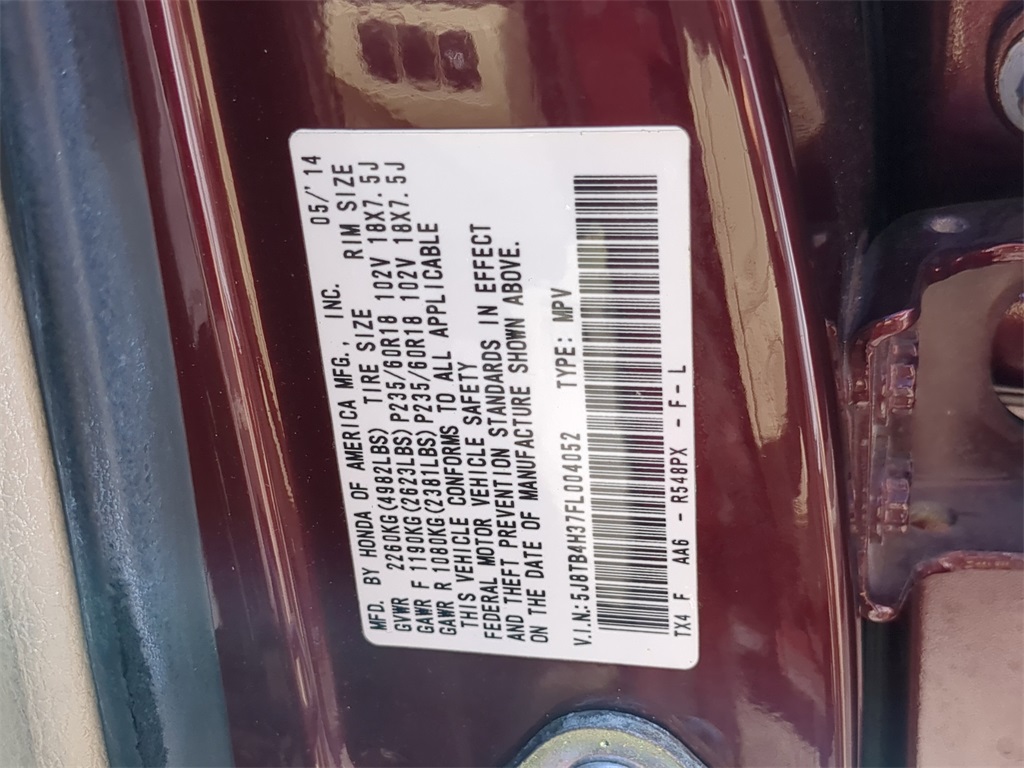 MFD. BY HONDA OF AMERICA MFG., INC. 05/'14
GVWR 2260KG(4982LBS) TIRE SIZE RIM SIZE
GAWR F 1190KG(2623LBS) P235/60R18 102V 18X7.5J
GAWR R 1080KG(2381LBS) P235/60R18 102V 18X7.5J
THIS VEHICLE CONFORMS TO ALL APPLICABLE
FEDERAL MOTOR VEHICLE SAFETY
AND THEFT PREVENTION STANDARDS IN EFFECT
ON THE DATE OF MANUFACTURE SHOWN ABOVE.
V.I.N.:5J8TB4H37FL004052 TYPE: MPV
TX4 F AA6 - R548PX - F - L